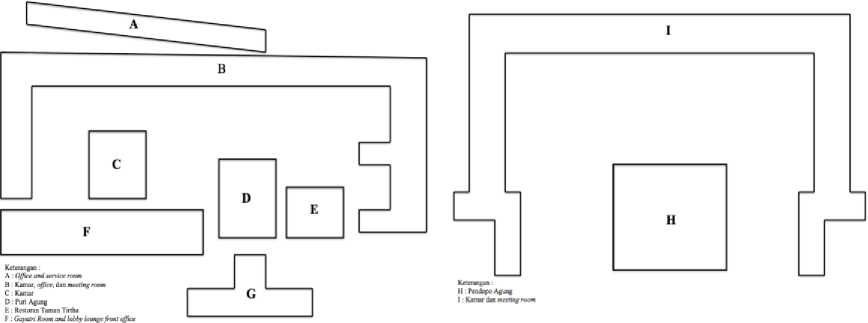 A
B
C
D
E
F
G
Keterangan :
A : Office and service room
B : Kamar, office, dan meeting room
C : Kamar
D : Puri Agung
E : Restoran Taman Tirtha
F : Gayatri Room and lobby lounge front office
I
H
Keterangan :
H : Pendapo Agung
I : Kamar dan meeting room